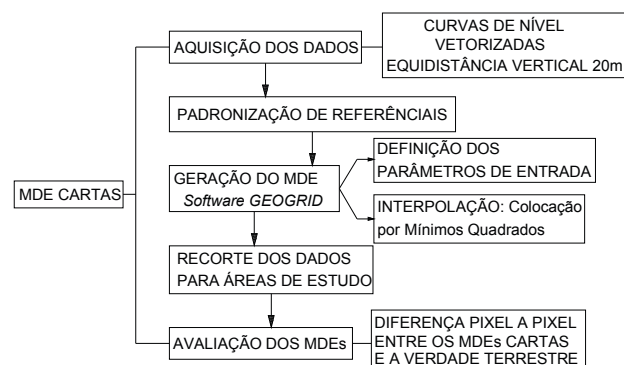 AQUISIÇÃO DOS DADOS
CURVAS DE NÍVEL
VETORIZADAS
EQUIDISTÂNCIA VERTICAL 20m
PADRONIZAÇÃO DE REFERÊNCIAIS
MDE CARTAS
GERAÇÃO DO MDE
Software GEOGRID
DEFINIÇÃO DOS
PARÂMETROS DE ENTRADA
INTERPOLAÇÃO: Colocação
por Mínimos Quadrados
RECORTE DOS DADOS
PARA ÁREAS DE ESTUDO
AVALIAÇÃO DOS MDEs
DIFERENÇA PIXEL A PIXEL
ENTRE OS MDEs CARTAS
E A VERDADE TERRESTRE